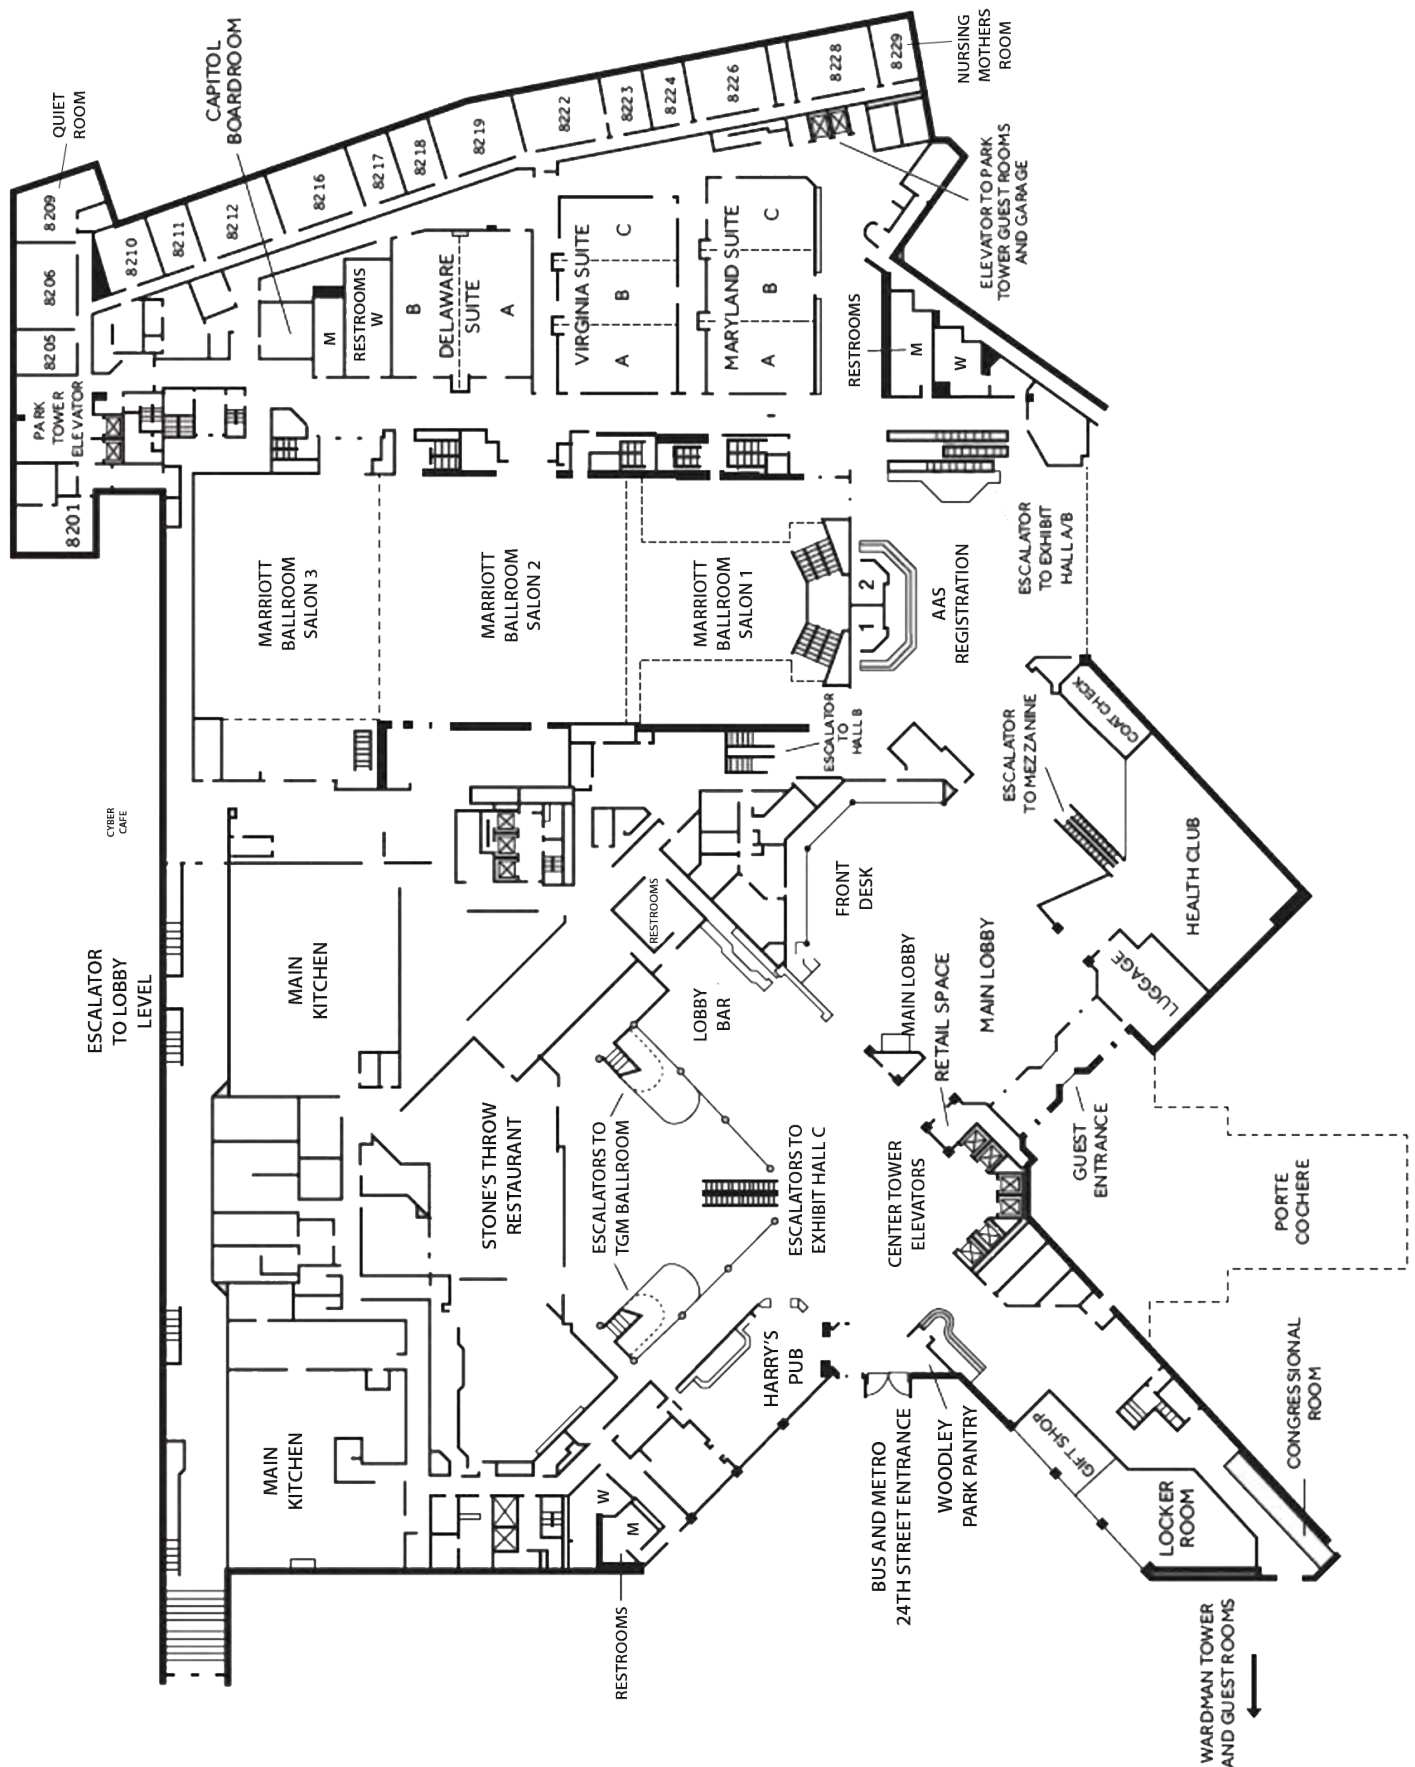 QUIET
ROOM
CAPITOL
BOARDROOM
NURSING
MOTHERS
ROOM
8209
8206
8205
PARK
TOWER
ELEVATOR
8201
8210
8211
8212
8216
8217
8218
8219
8222
8223
8224
8226
8228
8229
ELEVATOR TO PARK
TOWER GUEST ROOMS
AND GARAGE
M
RESTROOMS
W
B
DELAWARE
SUITE
A
VIRGINIA SUITE
A
B
C
MARYLAND SUITE
A
B
C
RESTROOMS
M
W
MARRIOTT
BALLROOM
SALON 3
MARRIOTT
BALLROOM
SALON 2
MARRIOTT
BALLROOM
SALON 1
1
2
AAS
REGISTRATION
ESCALATOR
TO EXHIBIT
HALL A/B
ESCALATOR
TO
HALL B
ESCALATOR
TO MEZZANINE
COAT CHECK
CYBER
CAFE
ESCALATOR
TO LOBBY
LEVEL
MAIN
KITCHEN
RESTROOMS
FRONT
DESK
LOBBY
BAR
MAIN LOBBY
RETAIL SPACE
MAIN LOBBY
HEALTH CLUB
LUGGAGE
STONE'S THROW
RESTAURANT
ESCALATORS TO
TGM BALLROOM
ESCALATORS TO
EXHIBIT HALL C
CENTER TOWER
ELEVATORS
GUEST
ENTRANCE
PORTE
COCHERE
MAIN
KITCHEN
HARRY'S
PUB
W
M
RESTROOMS
BUS AND METRO
24TH STREET ENTRANCE
WOODLEY
PARK PANTRY
GIFT SHOP
LOCKER
ROOM
CONGRESSIONAL
ROOM
WARDMAN TOWER
AND GUEST ROOMS